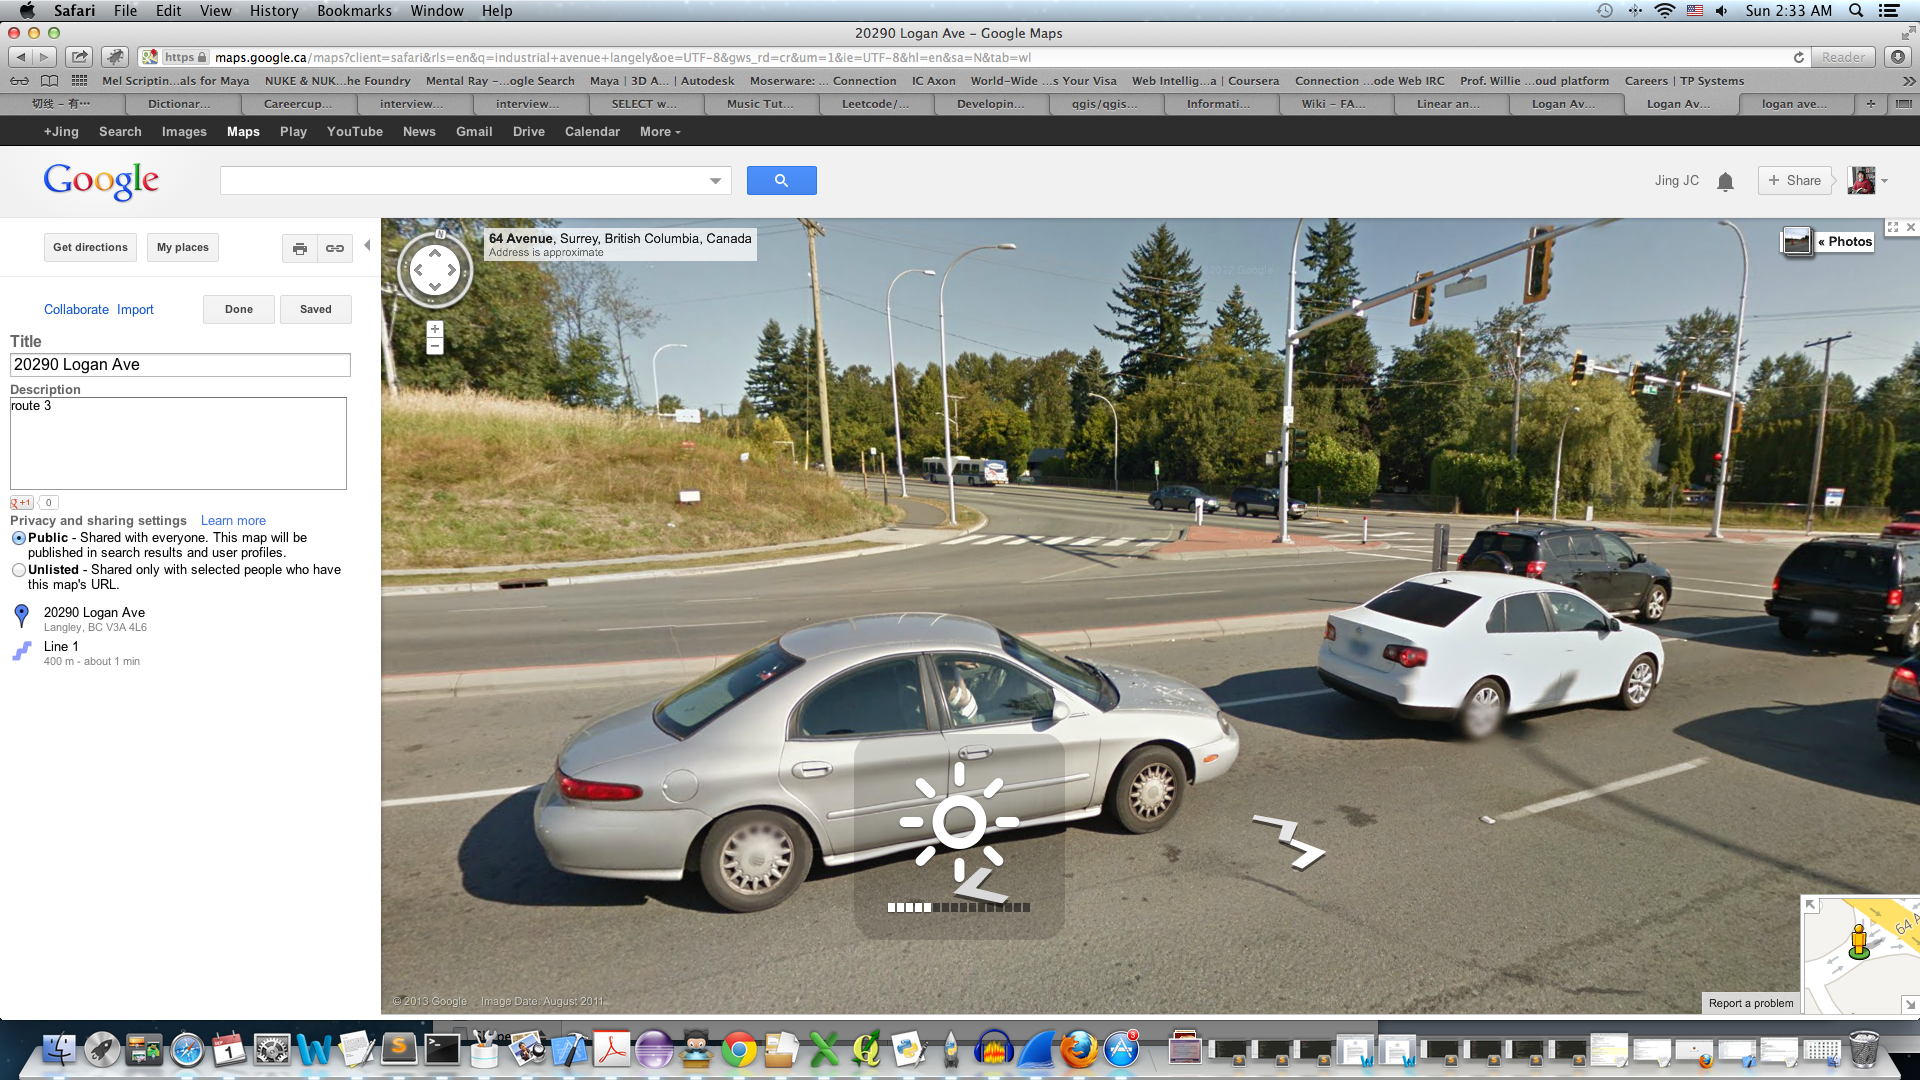 Safari File Edit View History Bookmarks Window Help
Sun 2:33 AM
20290 Logan Ave – Google Maps
https maps.google.ca/maps?client=safari&rls=en&q=industrial+avenue+langely&oe=UTF-8&gws_rd=cr&um=1&ie=UTF-8&hl=en&sa=N&tab=wl
Reader
Mel Scriptin...als for Maya NUKE & NUK...he Foundry Mental Ray -...ogle Search Maya | 3D A... | Autodesk Moserware: ... Connection IC Axon World-Wide ...s Your Visa Web Intellig...a | Coursera Connection ...ode Web IRC Prof. Willie ...oud platform Careers | TP Systems
切线 – 有… Dictionar... Careercup... interview... interview... SELECT w... Music Tut... Leetcode/... Developin... qgis/qgis... Informati... Wiki – FA... Linear an... Logan Av... Logan Av... logan ave...
+Jing Search Images Maps Play YouTube News Gmail Drive Calendar More
Google
Jing JC
+ Share
Get directions My places
Collaborate Import Done Saved
Title
20290 Logan Ave
Description
route 3
+1 0
Privacy and sharing settings Learn more
Public - Shared with everyone. This map will be
published in search results and user profiles.
Unlisted - Shared only with selected people who have
this map's URL.
20290 Logan Ave
Langley, BC V3A 4L6
Line 1
400 m - about 1 min
N
64 Avenue, Surrey, British Columbia, Canada
Address is approximate
« Photos
64 A
© 2013 Google Image Date: August 2011
Report a problem
SEP
1
3